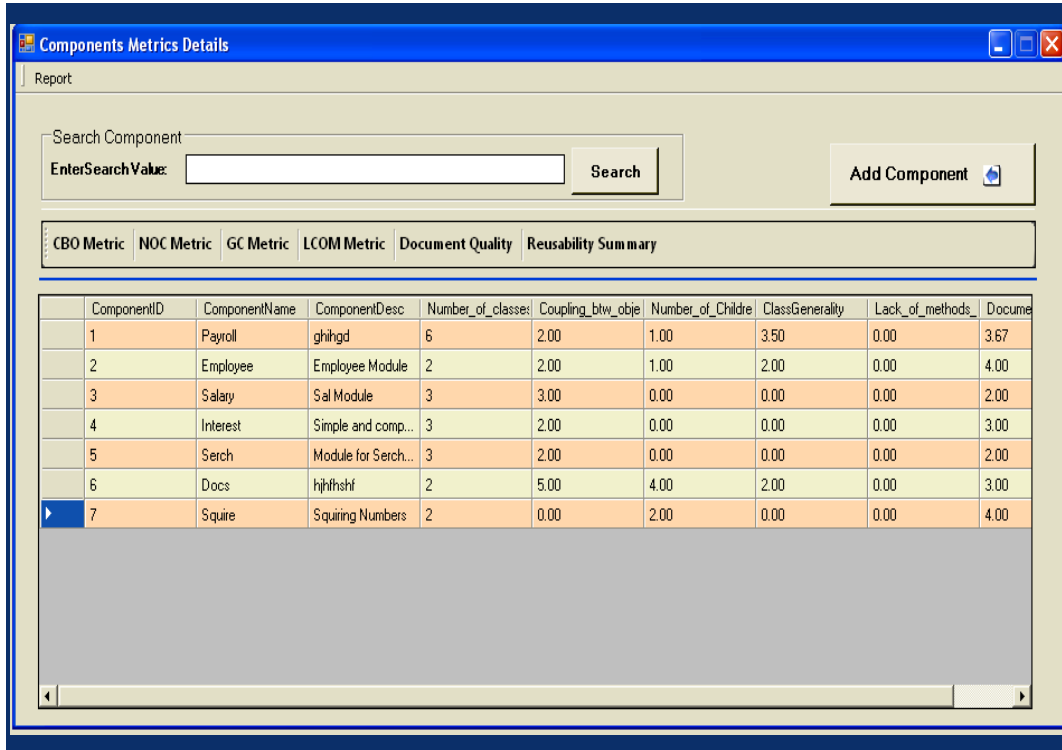 Components Metrics Details
Report
Search Component
EnterSearchValue:
Search
Add Component
CBO Metric NOC Metric GC Metric LCOM Metric Document Quality Reusability Summary
ComponentID ComponentName ComponentDesc Number_of_classes Coupling_btw_obje Number_of_Childre ClassGenerality Lack_of_methods_ Docume
1 Payroll ghihgd 6 2.00 1.00 3.50 0.00 3.67
2 Employee Employee Module 2 2.00 1.00 2.00 0.00 4.00
3 Salary Sal Module 3 3.00 0.00 0.00 0.00 2.00
4 Interest Simple and comp... 3 2.00 0.00 0.00 0.00 3.00
5 Serch Module for Serch... 3 2.00 0.00 0.00 0.00 2.00
6 Docs hjhfhshf 2 5.00 4.00 2.00 0.00 3.00
7 Squire Squiring Numbers 2 0.00 2.00 0.00 0.00 4.00